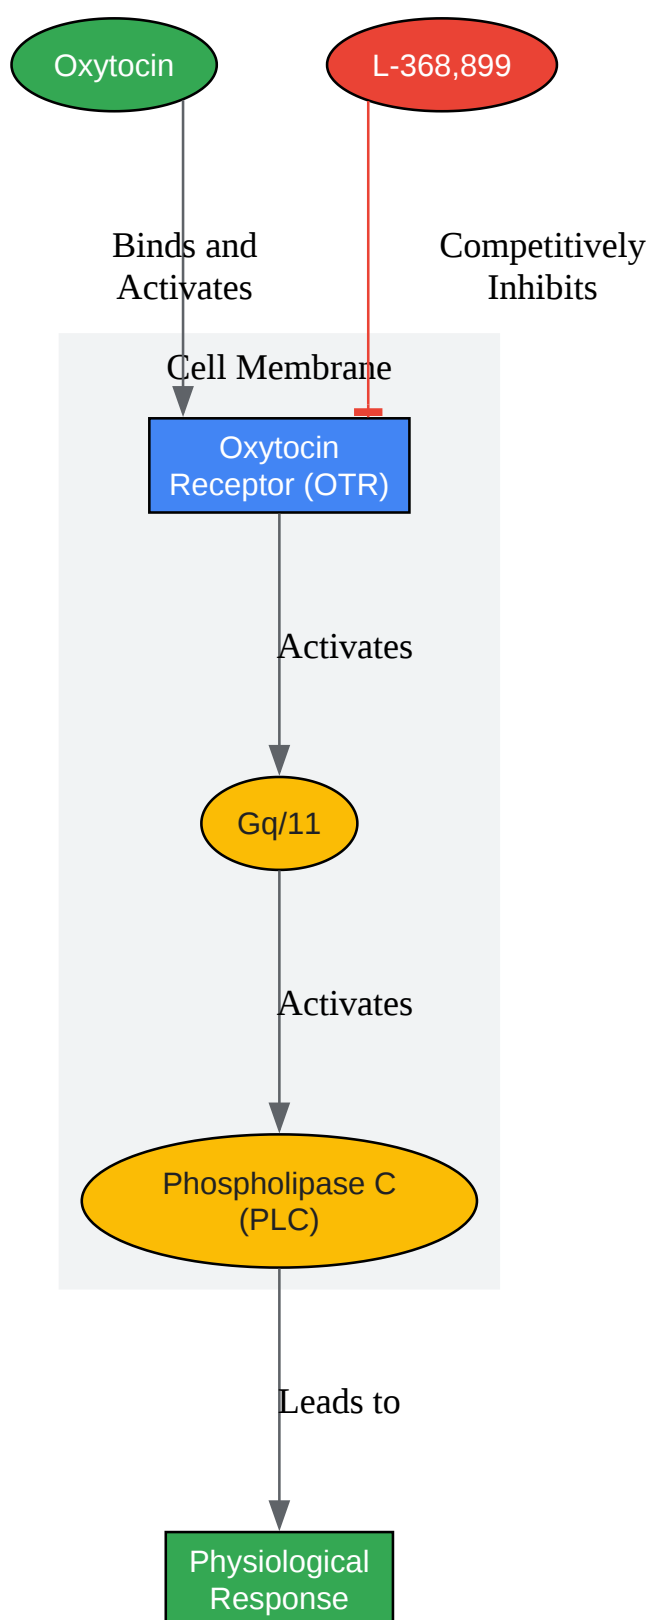 Oxytocin
L-368,899
Binds and
Activates
Competitively
Inhibits
Cell Membrane
Oxytocin
Receptor (OTR)
Activates
Gq/11
Activates
Phospholipase C
(PLC)
Leads to
Physiological
Response